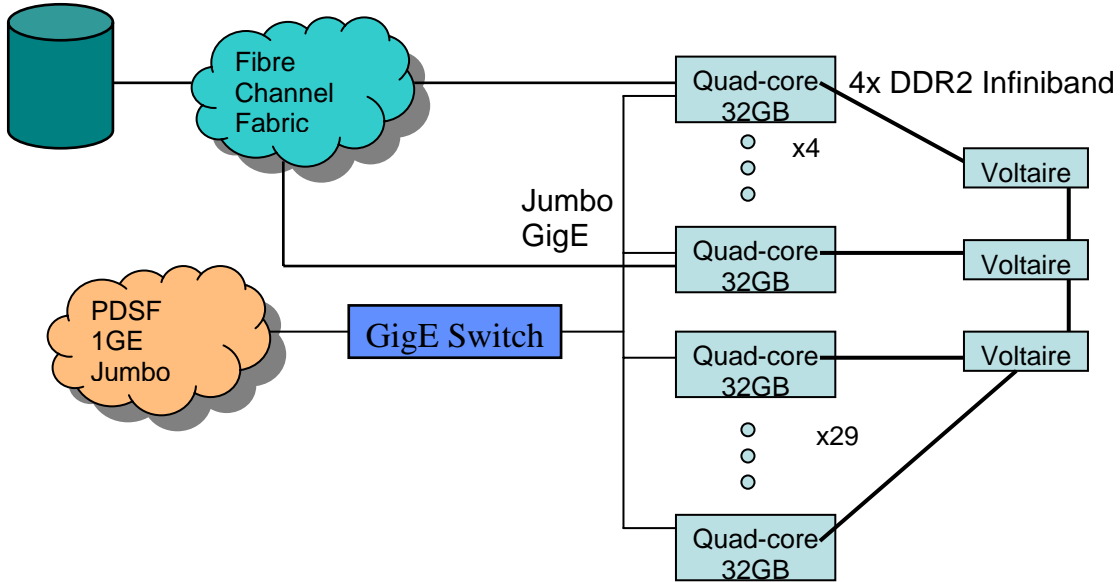 Fibre
Channel
Fabric
Quad-core
32GB
4x DDR2 Infiniband
x4
Voltaire
Jumbo
GigE
Quad-core
32GB
Voltaire
PDSF
1GE
Jumbo
GigE Switch
Quad-core
32GB
Voltaire
x29
Quad-core
32GB